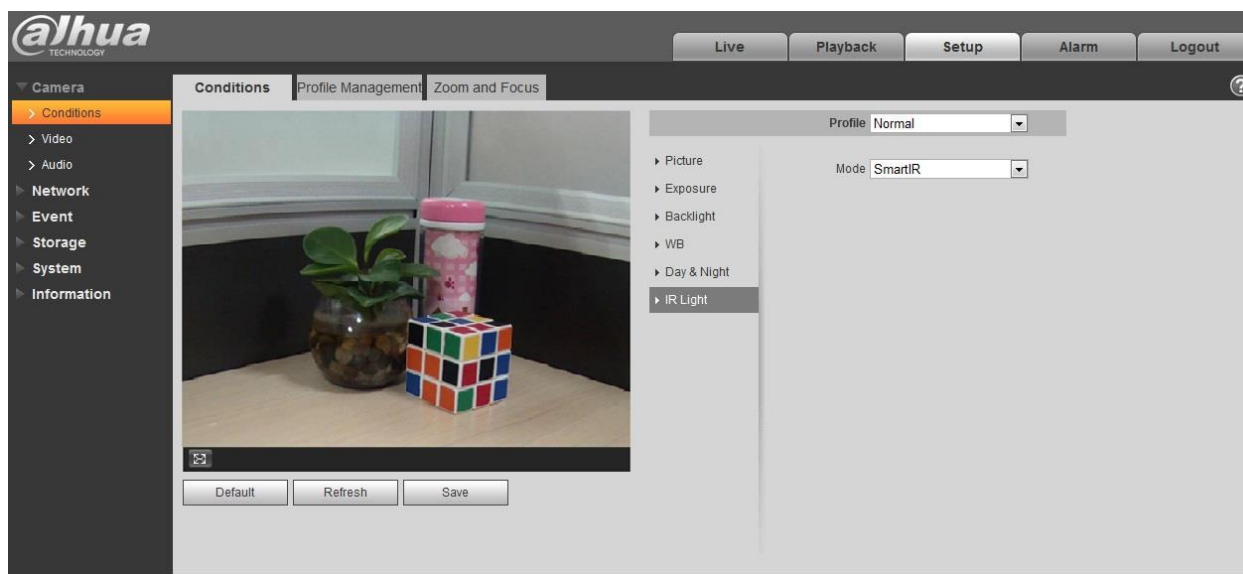 alhua
TECHNOLOGY
Live
Playback
Setup
Alarm
Logout
Camera
Conditions
Video
Audio
Network
Event
Storage
System
Information
Conditions
Profile Management
Zoom and Focus
?
Profile Normal
Picture
Exposure
Backlight
WB
Day & Night
IR Light
Mode SmartIR
Default
Refresh
Save